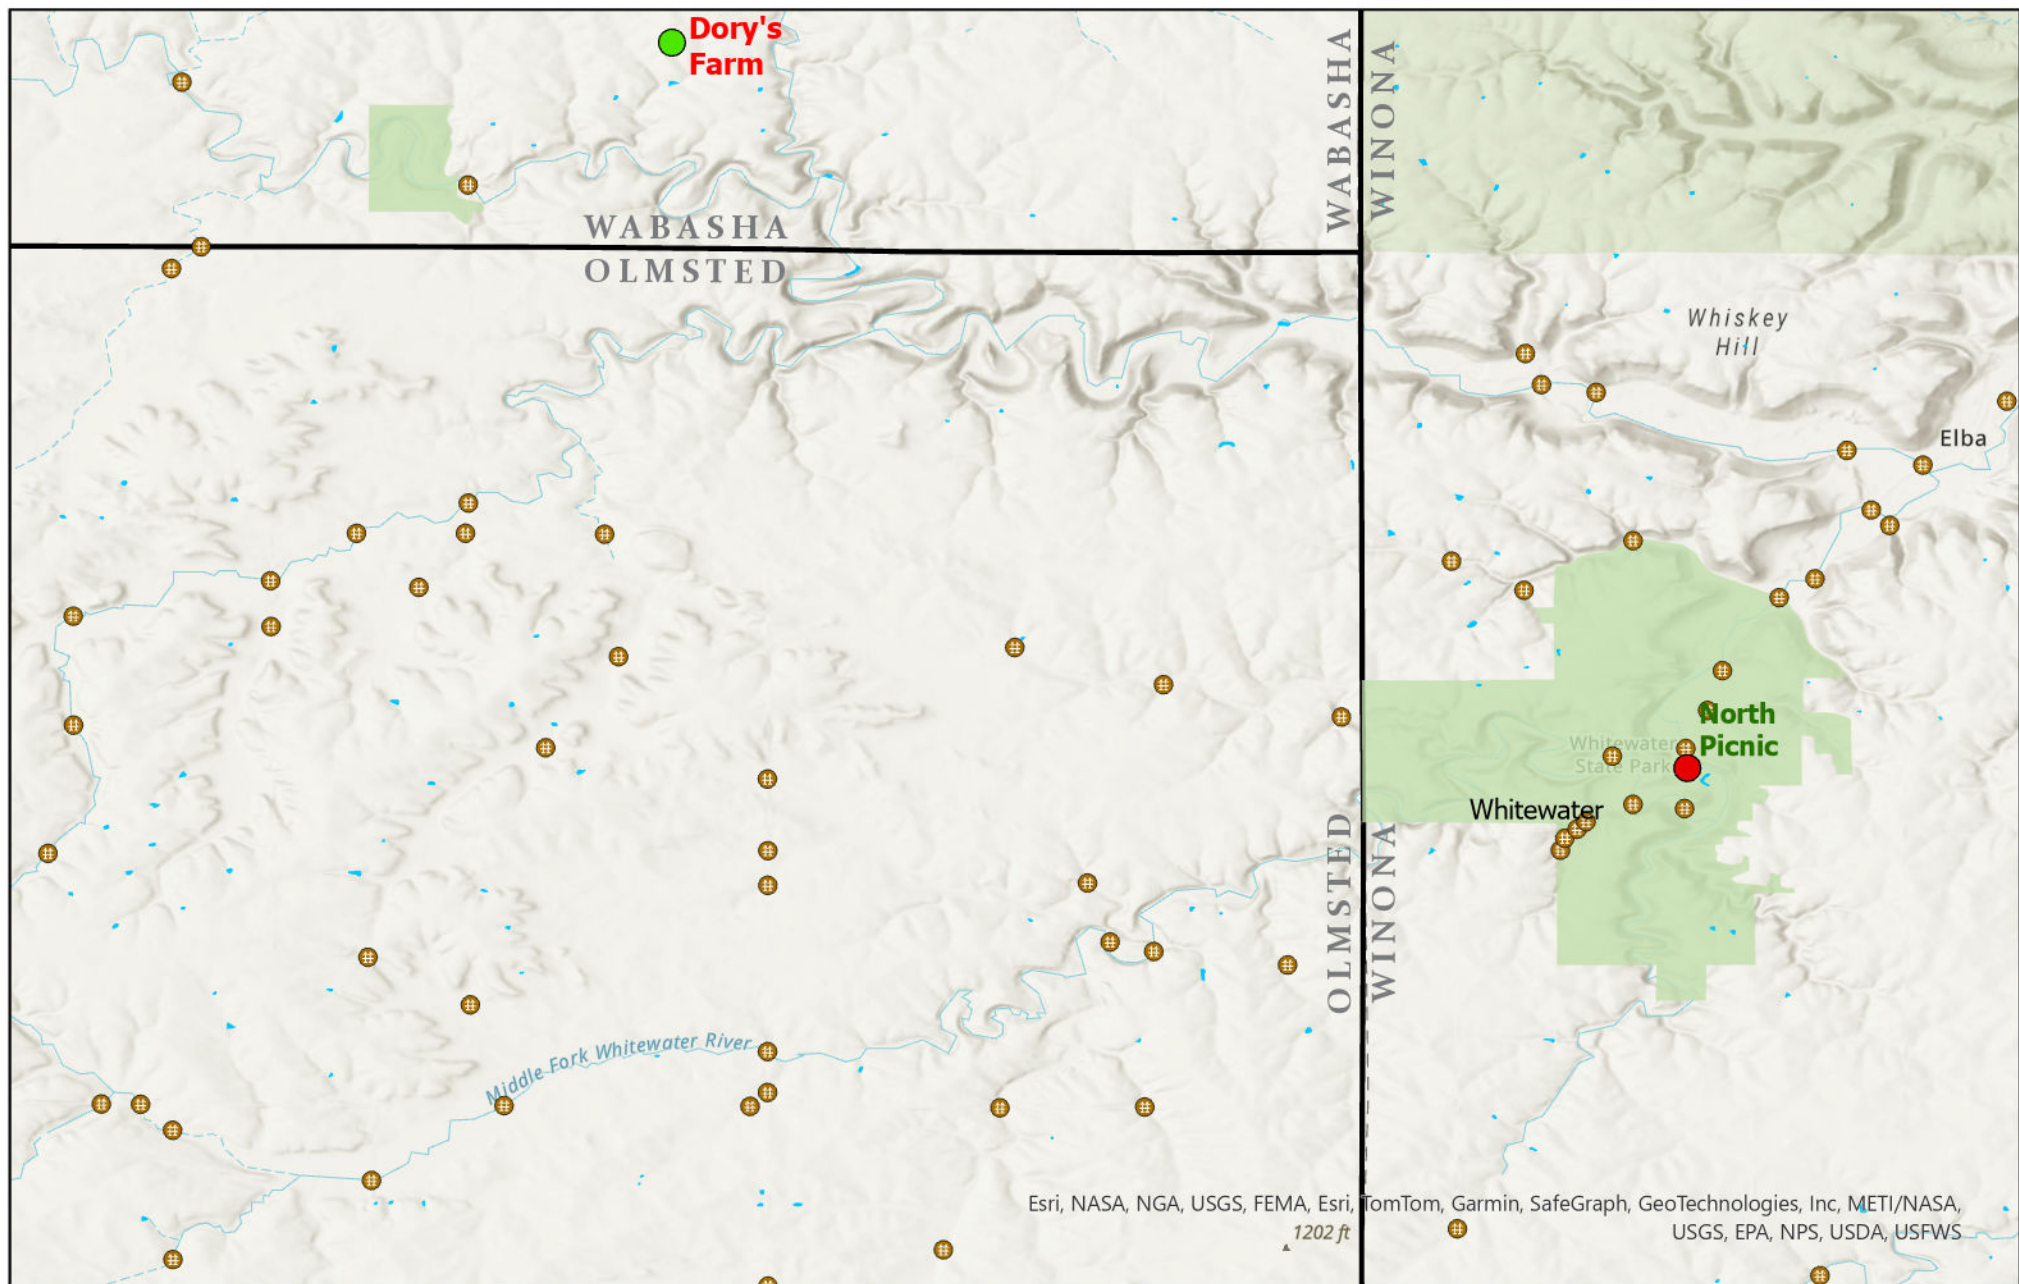 Dory's
Farm
WABASHA
WINONA
WABASHA
OLMSTED
Whiskey
Hill
Elba
North
Picnic
Whitewater
State Park
Whitewater
OLMSTED
WINONA
Middle Fork Whitewater River
Esri, NASA, NGA, USGS, FEMA, Esri, TomTom, Garmin, SafeGraph, GeoTechnologies, Inc, METI/NASA,
USGS, EPA, NPS, USDA, USFWS
1202 ft